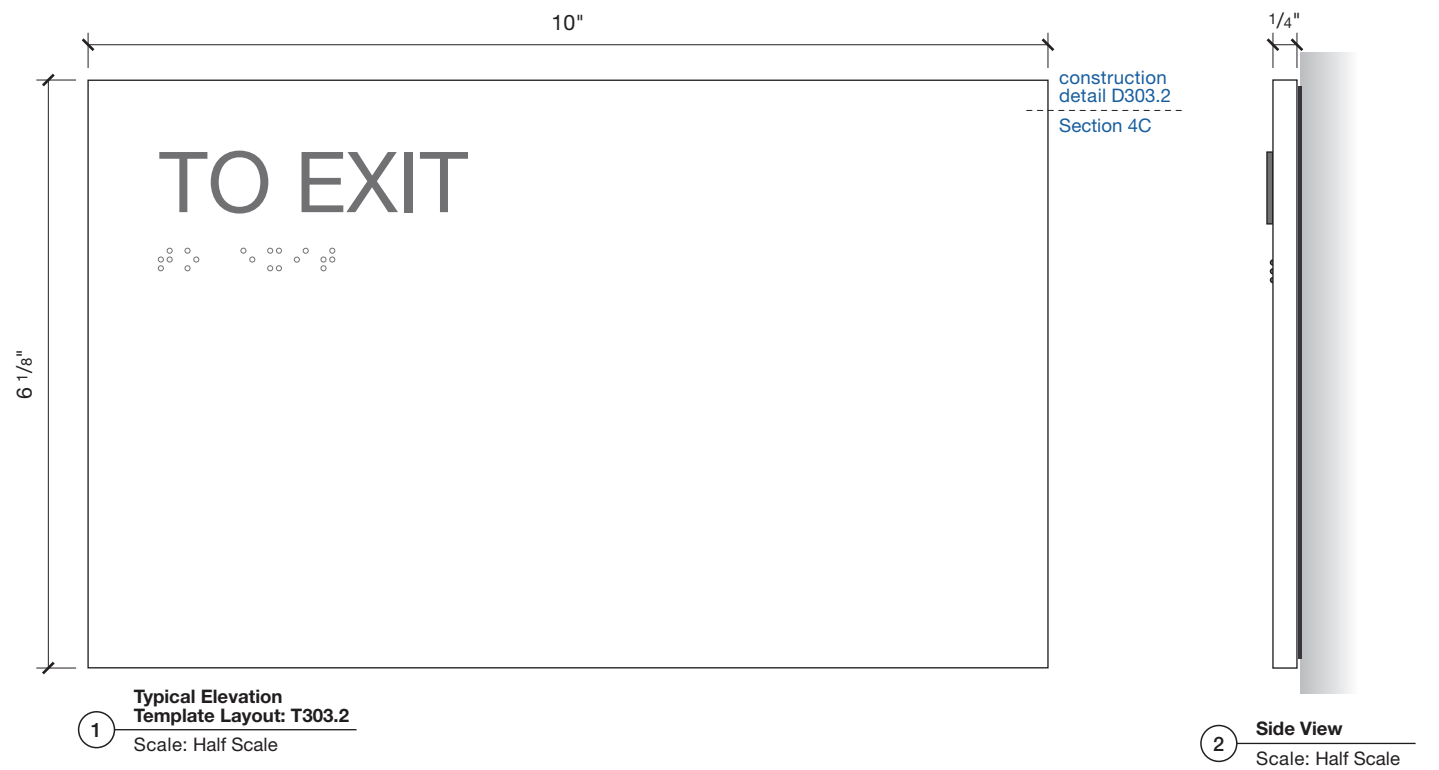 10"
1/4"
construction
detail D303.2
Section 4C
TO EXIT
⠞⠕ ⠑⠭⠊⠞
6 1/8"
1
Typical Elevation
Template Layout: T303.2
Scale: Half Scale
2
Side View
Scale: Half Scale